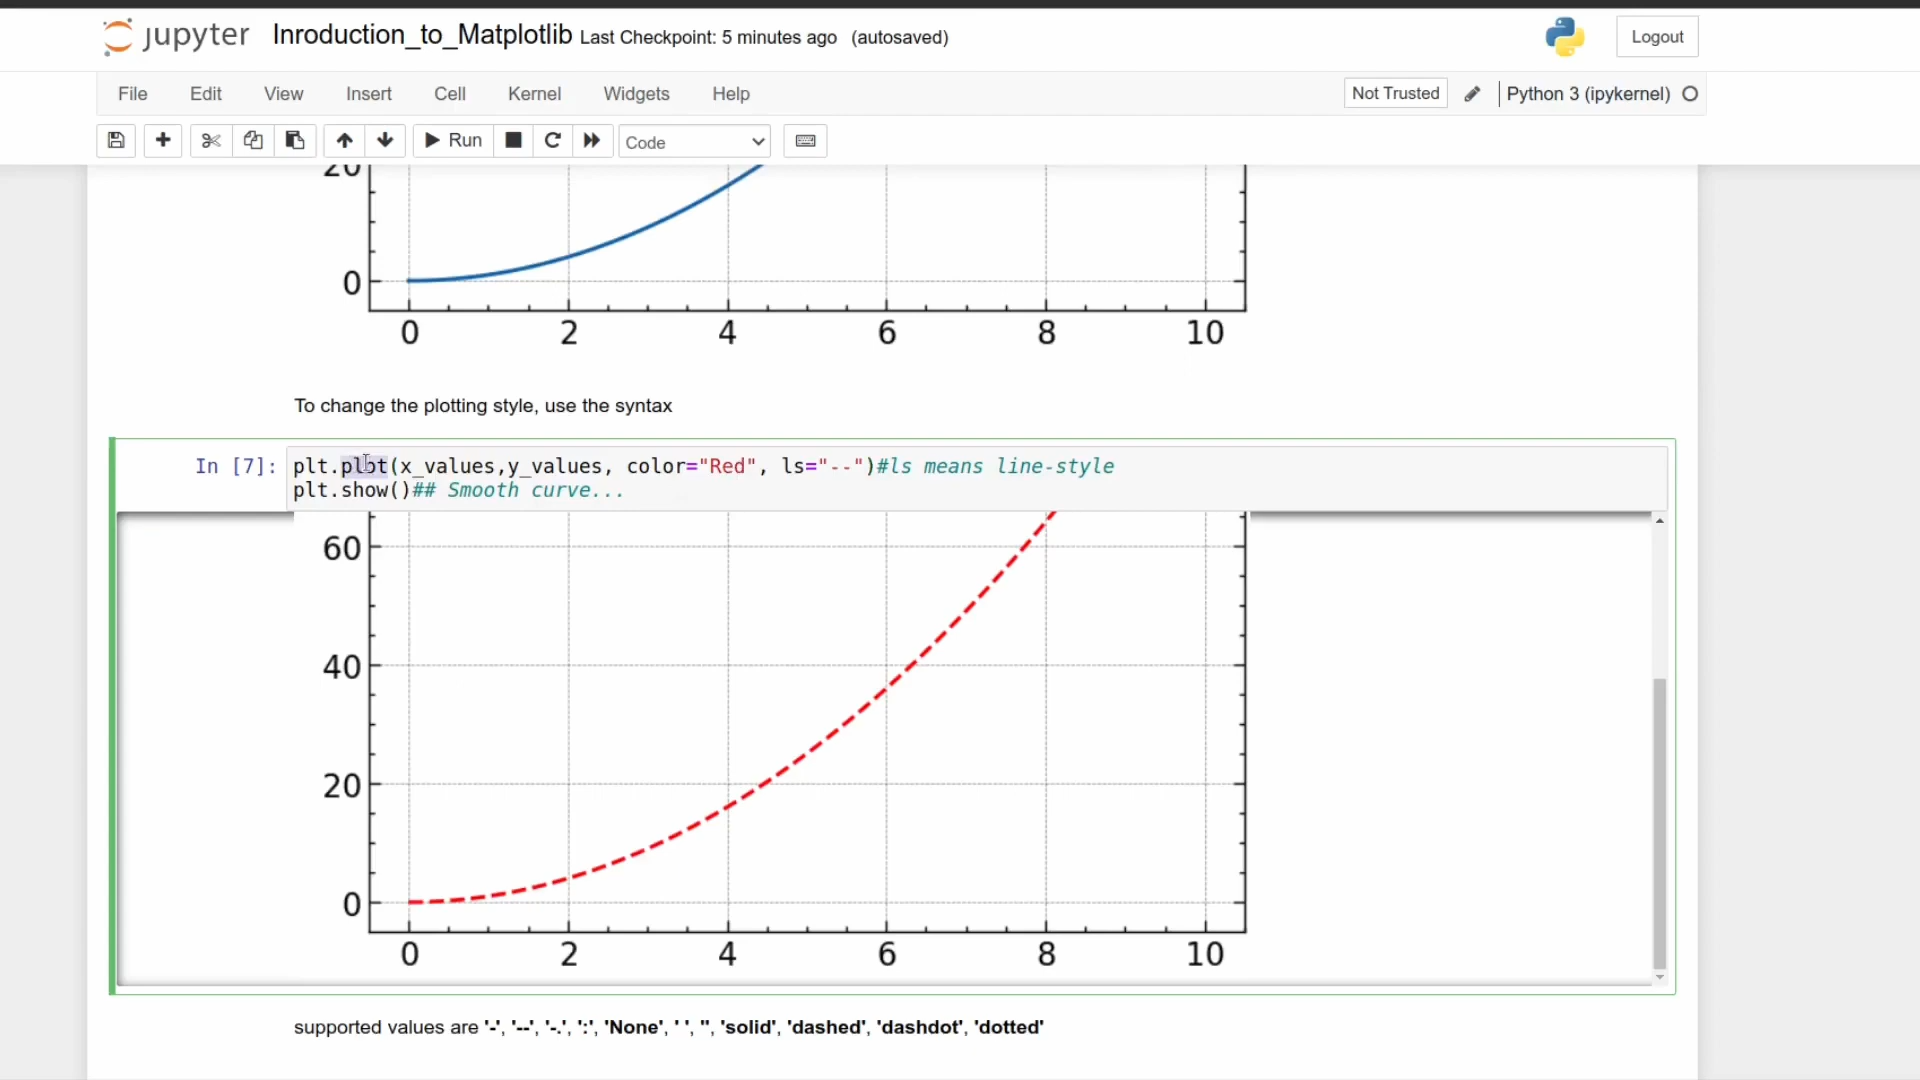 jupyter Inroduction_to_Matplotlib Last Checkpoint: 5 minutes ago (autosaved) Logout
File Edit View Insert Cell Kernel Widgets Help Not Trusted Python 3 (ipykernel)
Run Code
20
0
0 2 4 6 8 10
To change the plotting style, use the syntax
In [7]: plt.plot(x_values,y_values, color="Red", ls="--")#ls means line-style
plt.show()## Smooth curve...
60
40
20
0
0 2 4 6 8 10
supported values are '-', '--', '-.', ':', 'None', ' ', '', 'solid', 'dashed', 'dashdot', 'dotted'